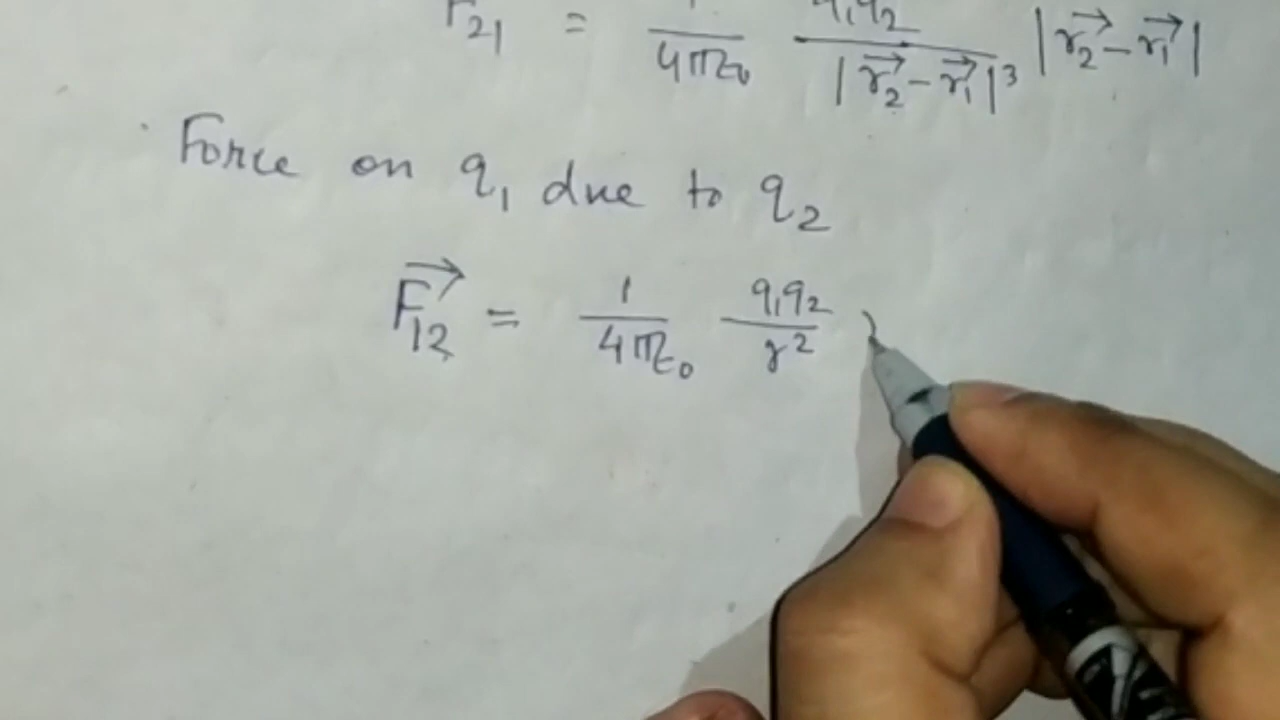 F₂₁ = 1/4πε₀ q₁q₂/|r₂⃗ − r₁⃗|³ |r₂⃗ − r₁⃗|
Force on q₁ due to q₂
F₁₂⃗ = 1/4πε₀ q₁q₂/r²